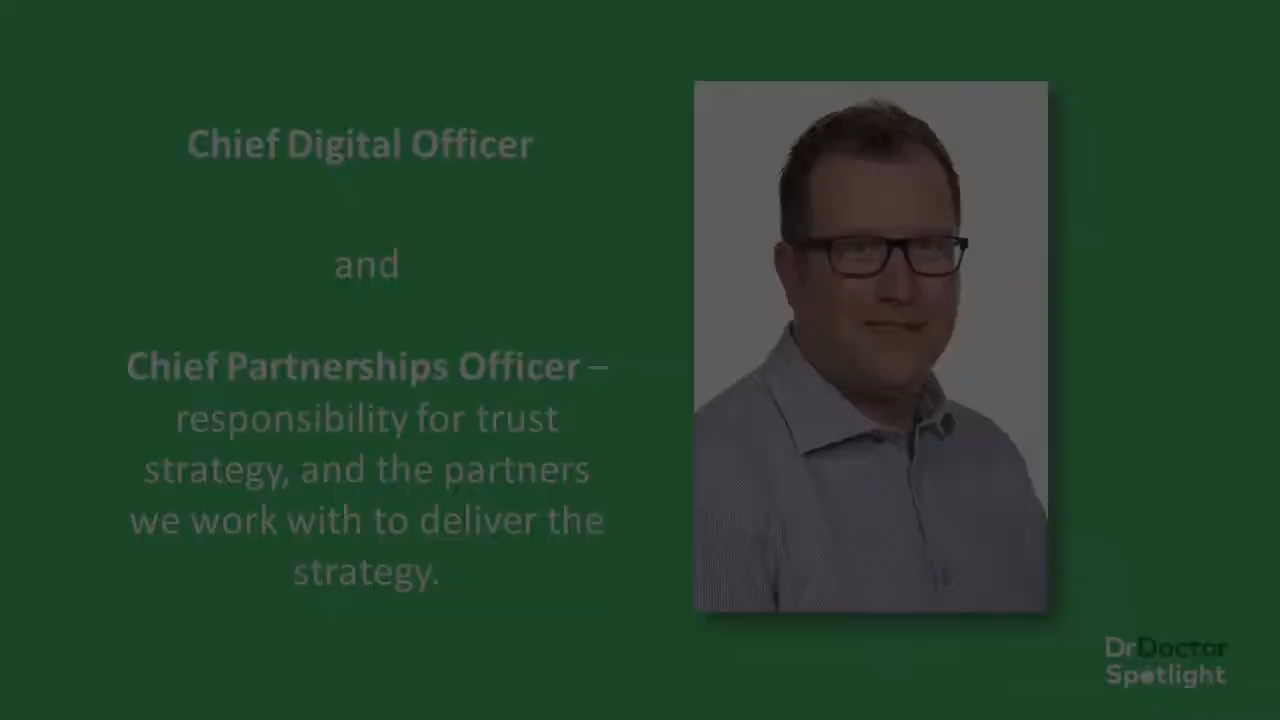 Chief Digital Officer
and
Chief Partnerships Officer –
responsibility for trust
strategy, and the partners
we work with to deliver the
strategy.
DrDoctor
Spotlight